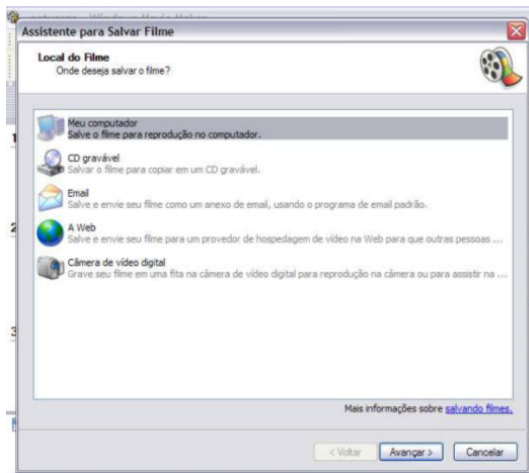 Assistente para Salvar Filme
Local do Filme
Onde deseja salvar o filme?
Meu computador
Salve o filme para reprodução no computador.
CD gravável
Salvar o filme para copiar em um CD gravável.
Email
Salve e envie seu filme como um anexo de email, usando o programa de email padrão.
A Web
Salve e envie seu filme para um provedor de hospedagem de vídeo na Web para que outras pessoas ...
Câmera de vídeo digital
Grave seu filme em uma fita na câmera de vídeo digital para reprodução na câmera ou para assistir na ...
1
2
3
Mais informações sobre salvando filmes.
< Voltar
Avançar >
Cancelar